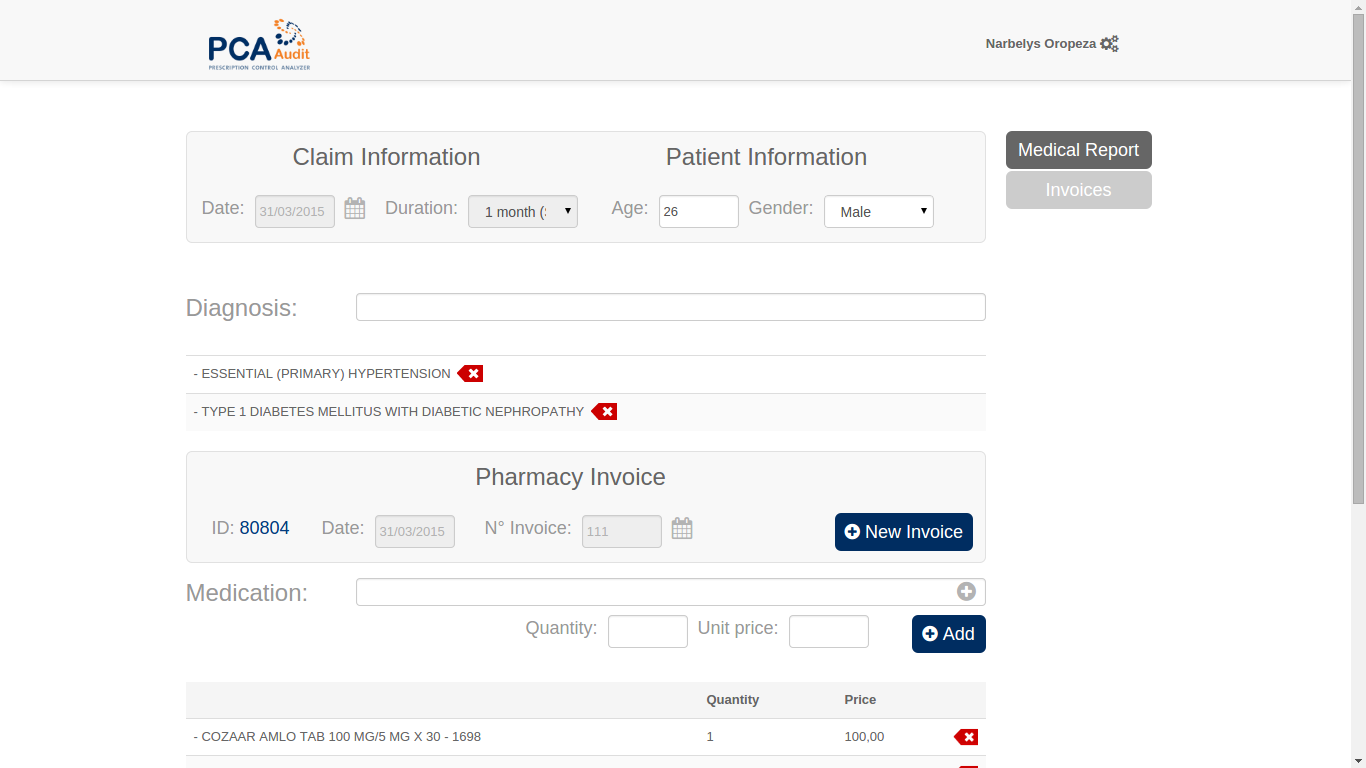 PCA Audit
PRESCRIPTION CONTROL ANALYZER
Narbelys Oropeza
Claim Information
Patient Information
Date: 31/03/2015 Duration: 1 month (
Age: 26 Gender: Male
Medical Report
Invoices
Diagnosis:
- ESSENTIAL (PRIMARY) HYPERTENSION
- TYPE 1 DIABETES MELLITUS WITH DIABETIC NEPHROPATHY
Pharmacy Invoice
ID: 80804 Date: 31/03/2015 N° Invoice: 111 New Invoice
Medication:
Quantity: Unit price: Add
Quantity Price
- COZAAR AMLO TAB 100 MG/5 MG X 30 - 1698 1 100,00